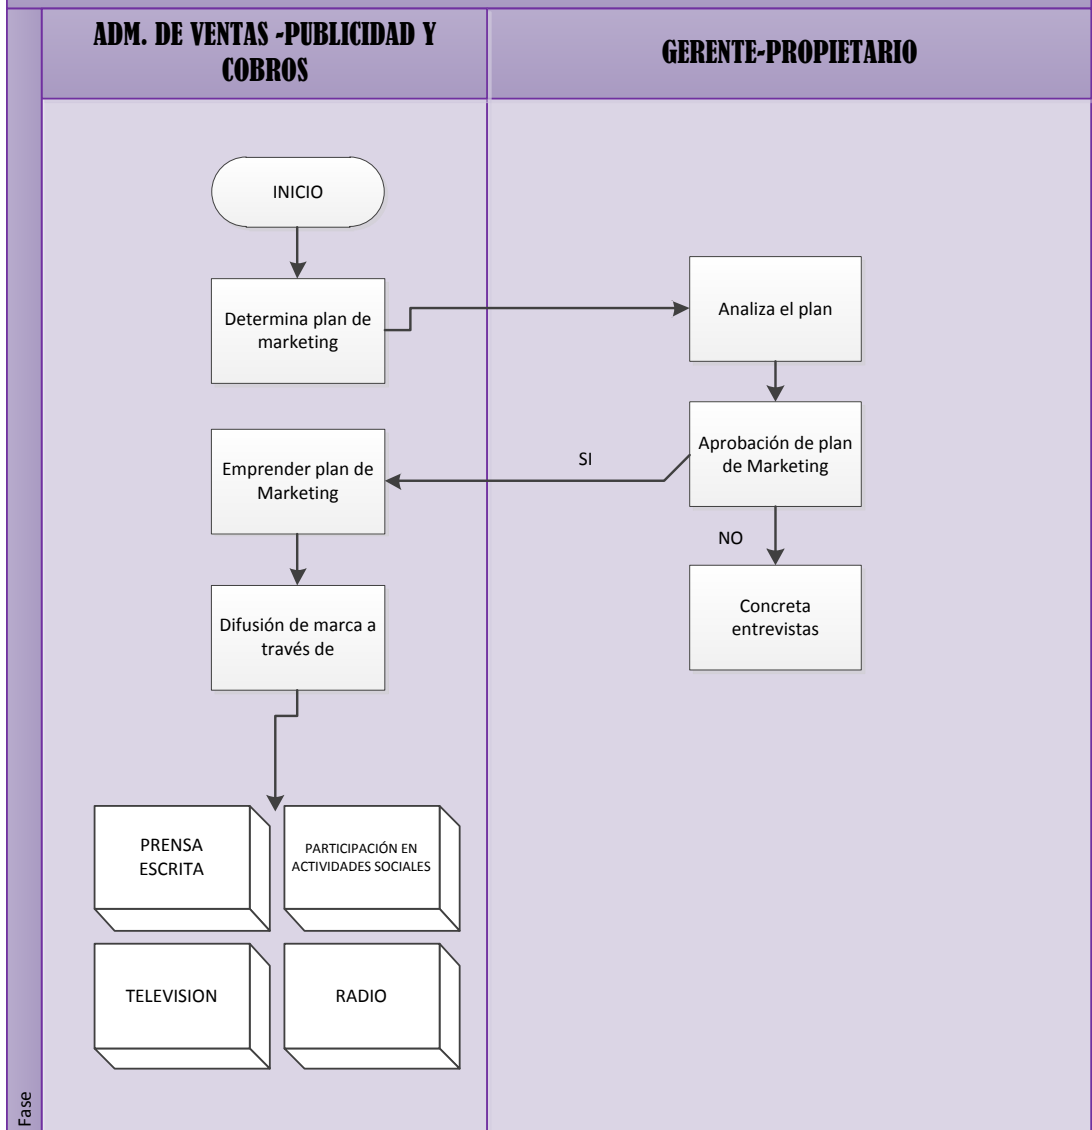 ADM. DE VENTAS -PUBLICIDAD Y
COBROS
GERENTE-PROPIETARIO
INICIO
Determina plan de
marketing
Analiza el plan
Aprobación de plan
de Marketing
SI
Emprender plan de
Marketing
NO
Concreta
entrevistas
Difusión de marca a
través de
PRENSA
ESCRITA
PARTICIPACIÓN EN
ACTIVIDADES SOCIALES
TELEVISION
RADIO
Fase